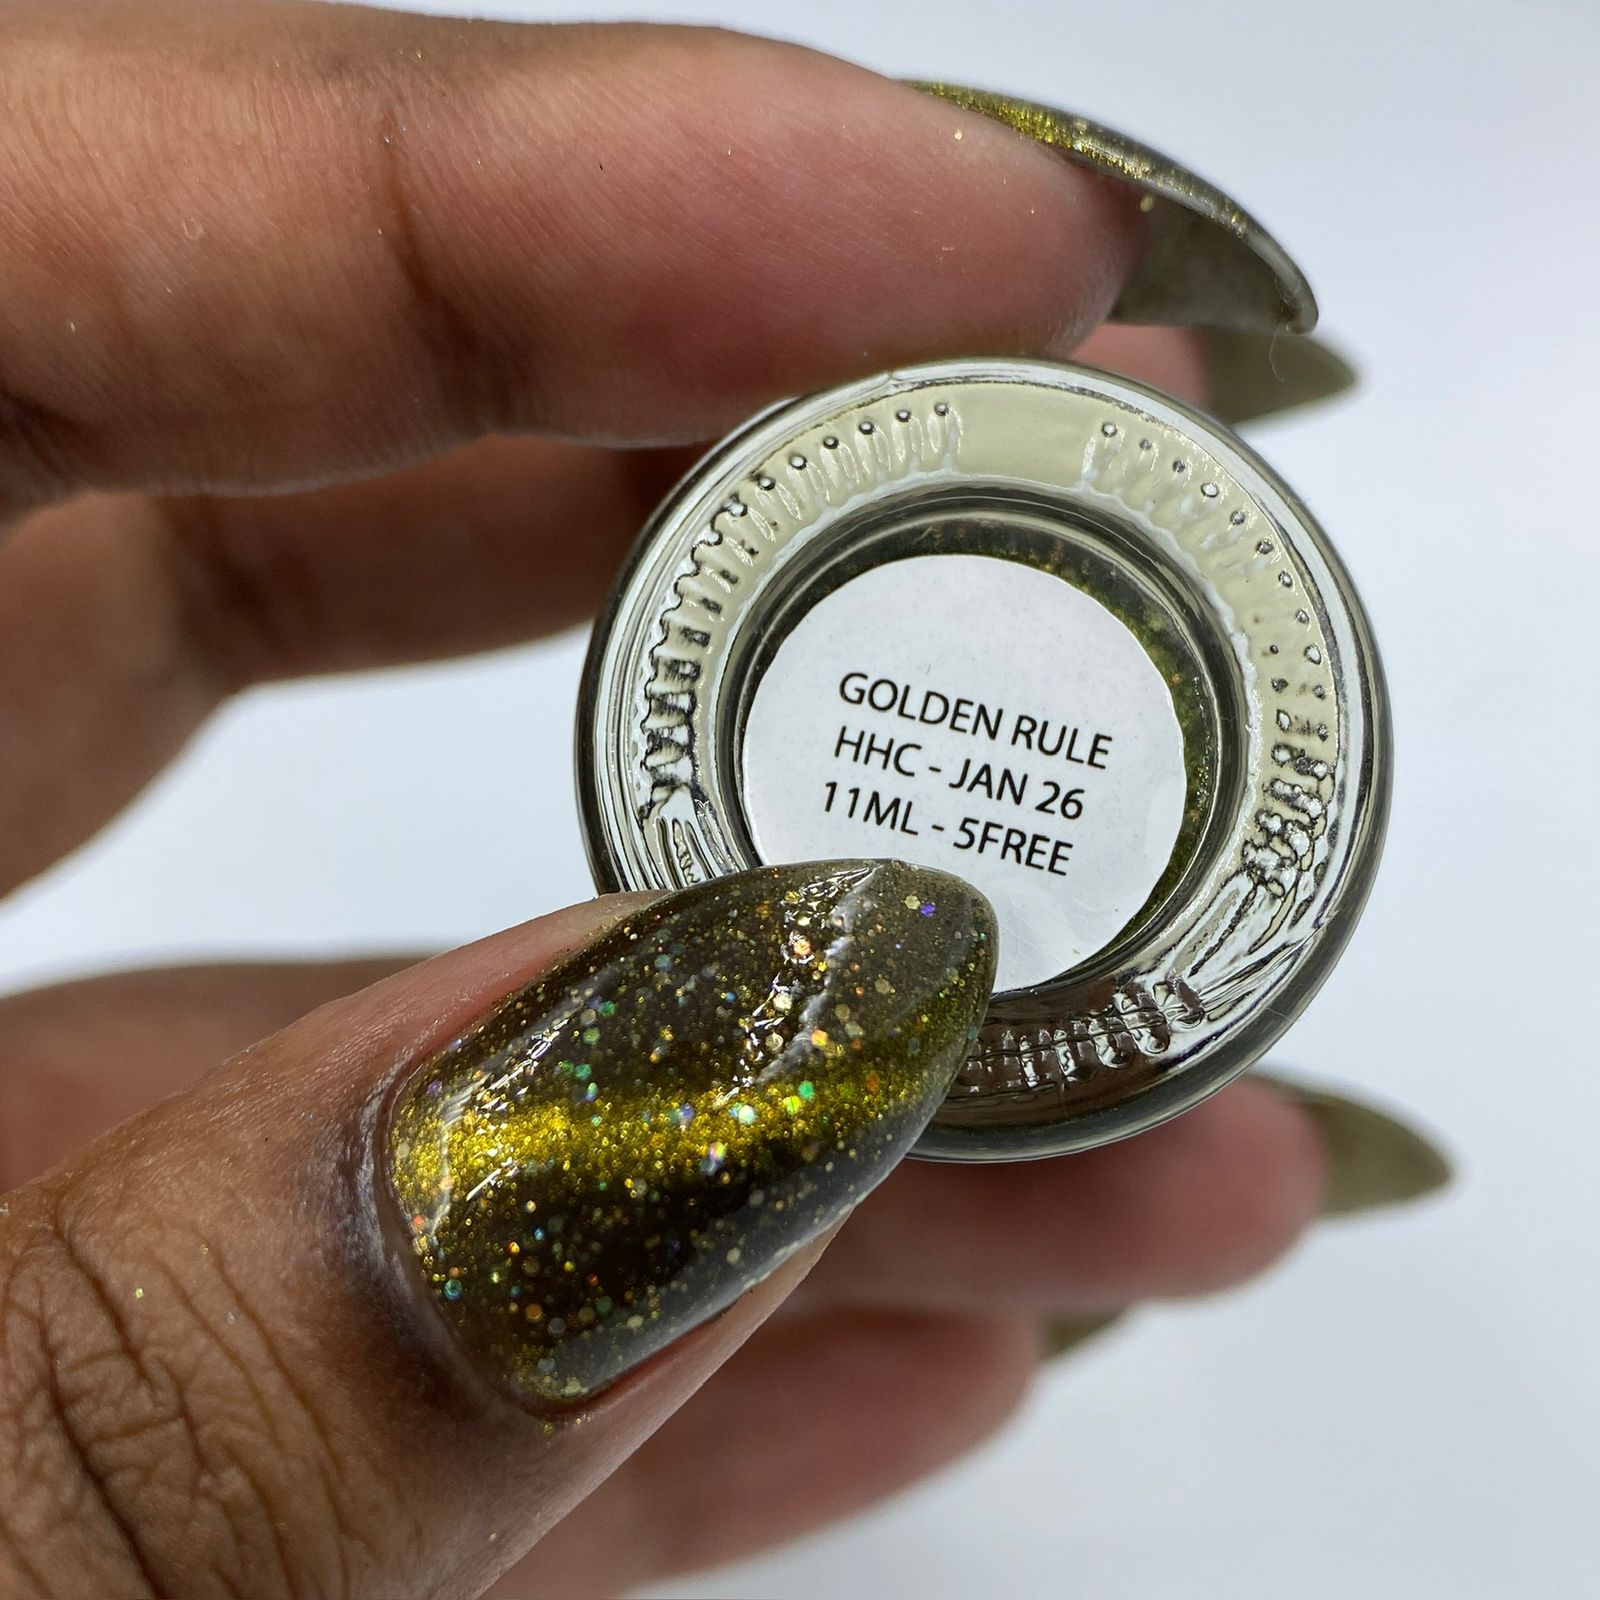 GOLDEN RULE
HHC - JAN 26
11ML - 5FREE